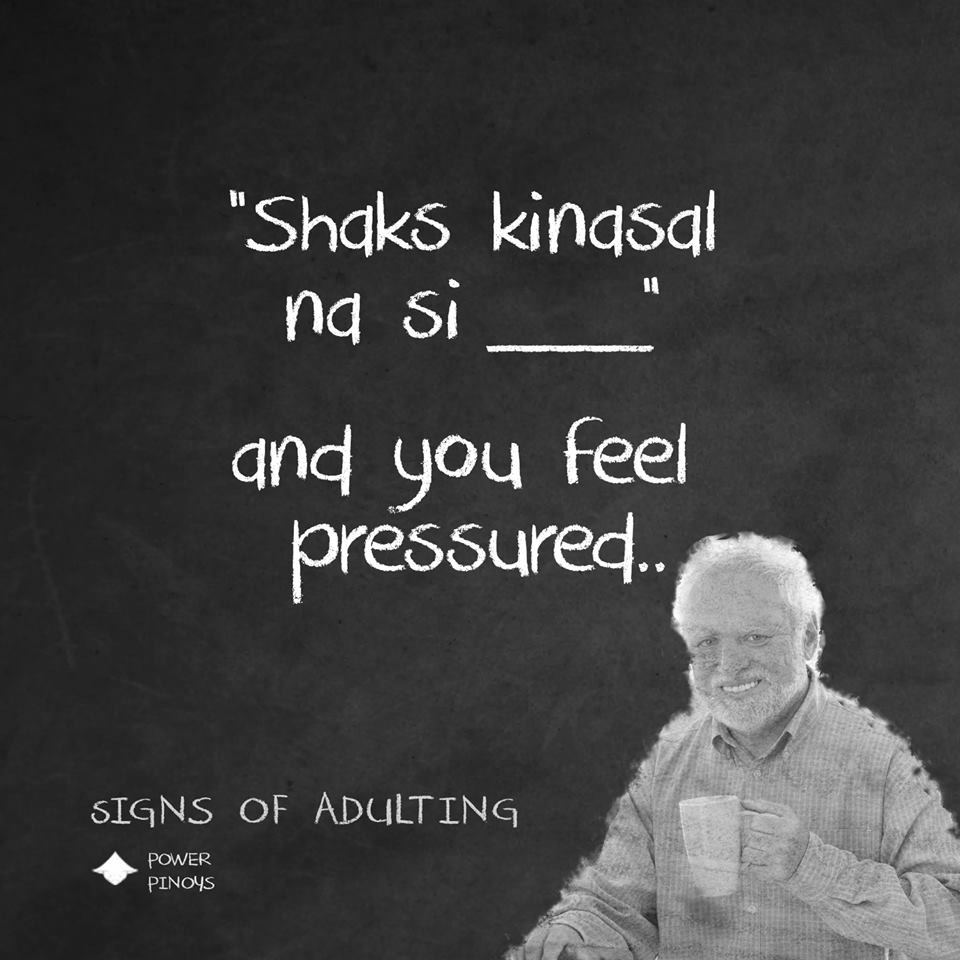 "Shaks kinasal
na si ____"
and you feel
pressured..
SIGNS OF ADULTING
POWER
PINOYS